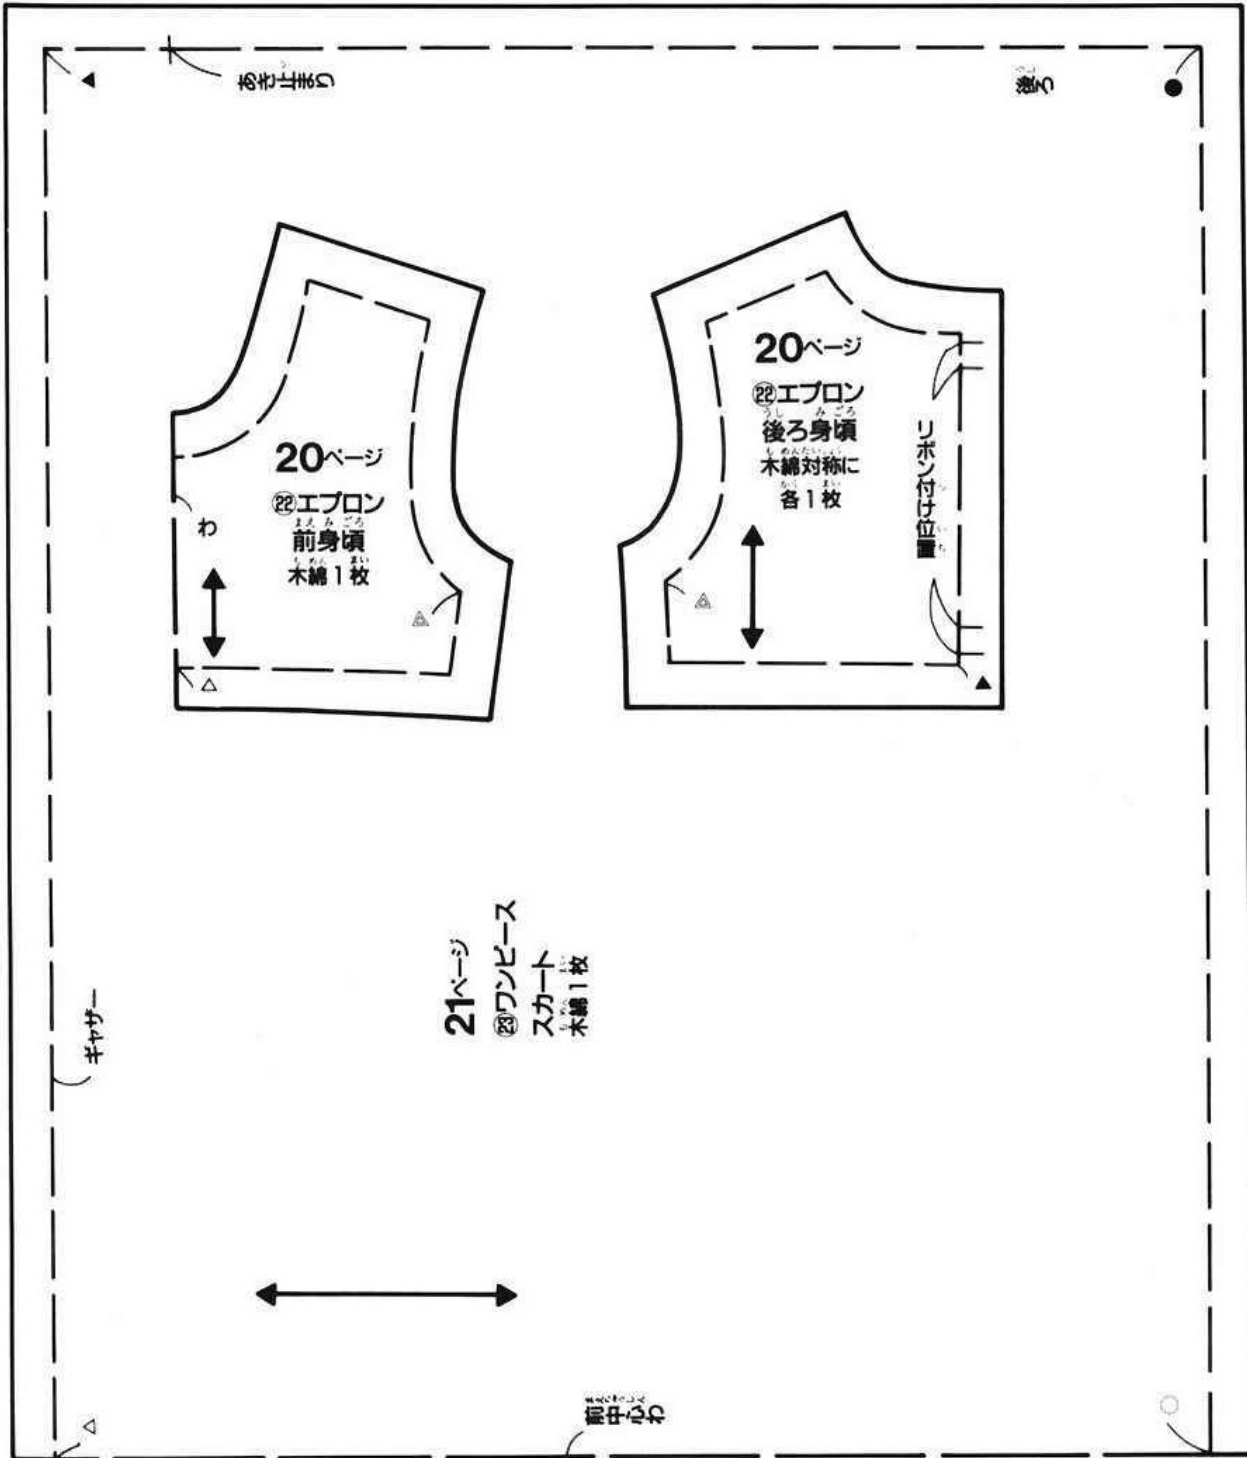 あき止まり
後ろ
20ページ
㉒エプロン
前身頃
木綿1枚
わ
20ページ
㉒エプロン
後ろ身頃
木綿対称に
各1枚
リボン付け位置
21ページ
㉓ワンピース
スカート
木綿1枚
ギャザー
前中心わ